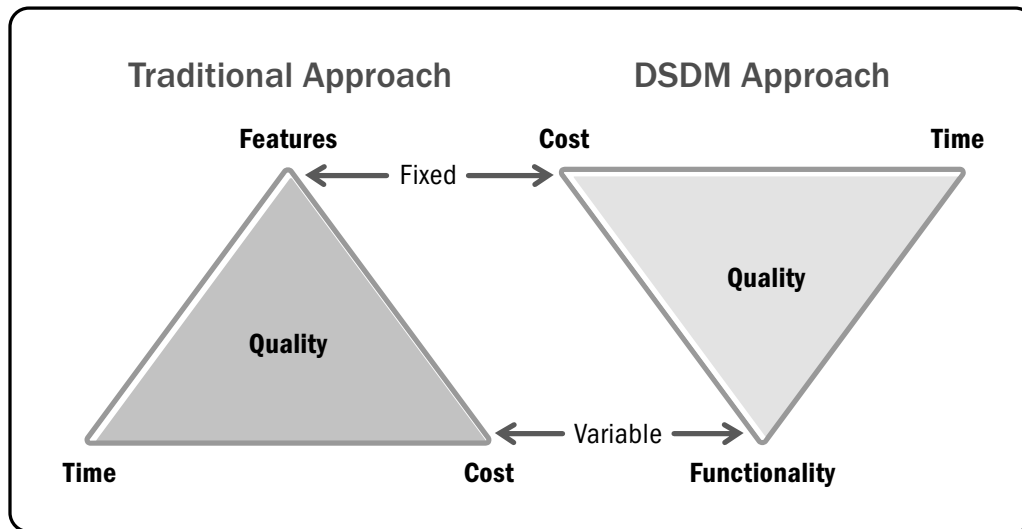 Traditional Approach
DSDM Approach
Features
Cost
Time
Fixed
Quality
Quality
Variable
Time
Cost
Functionality